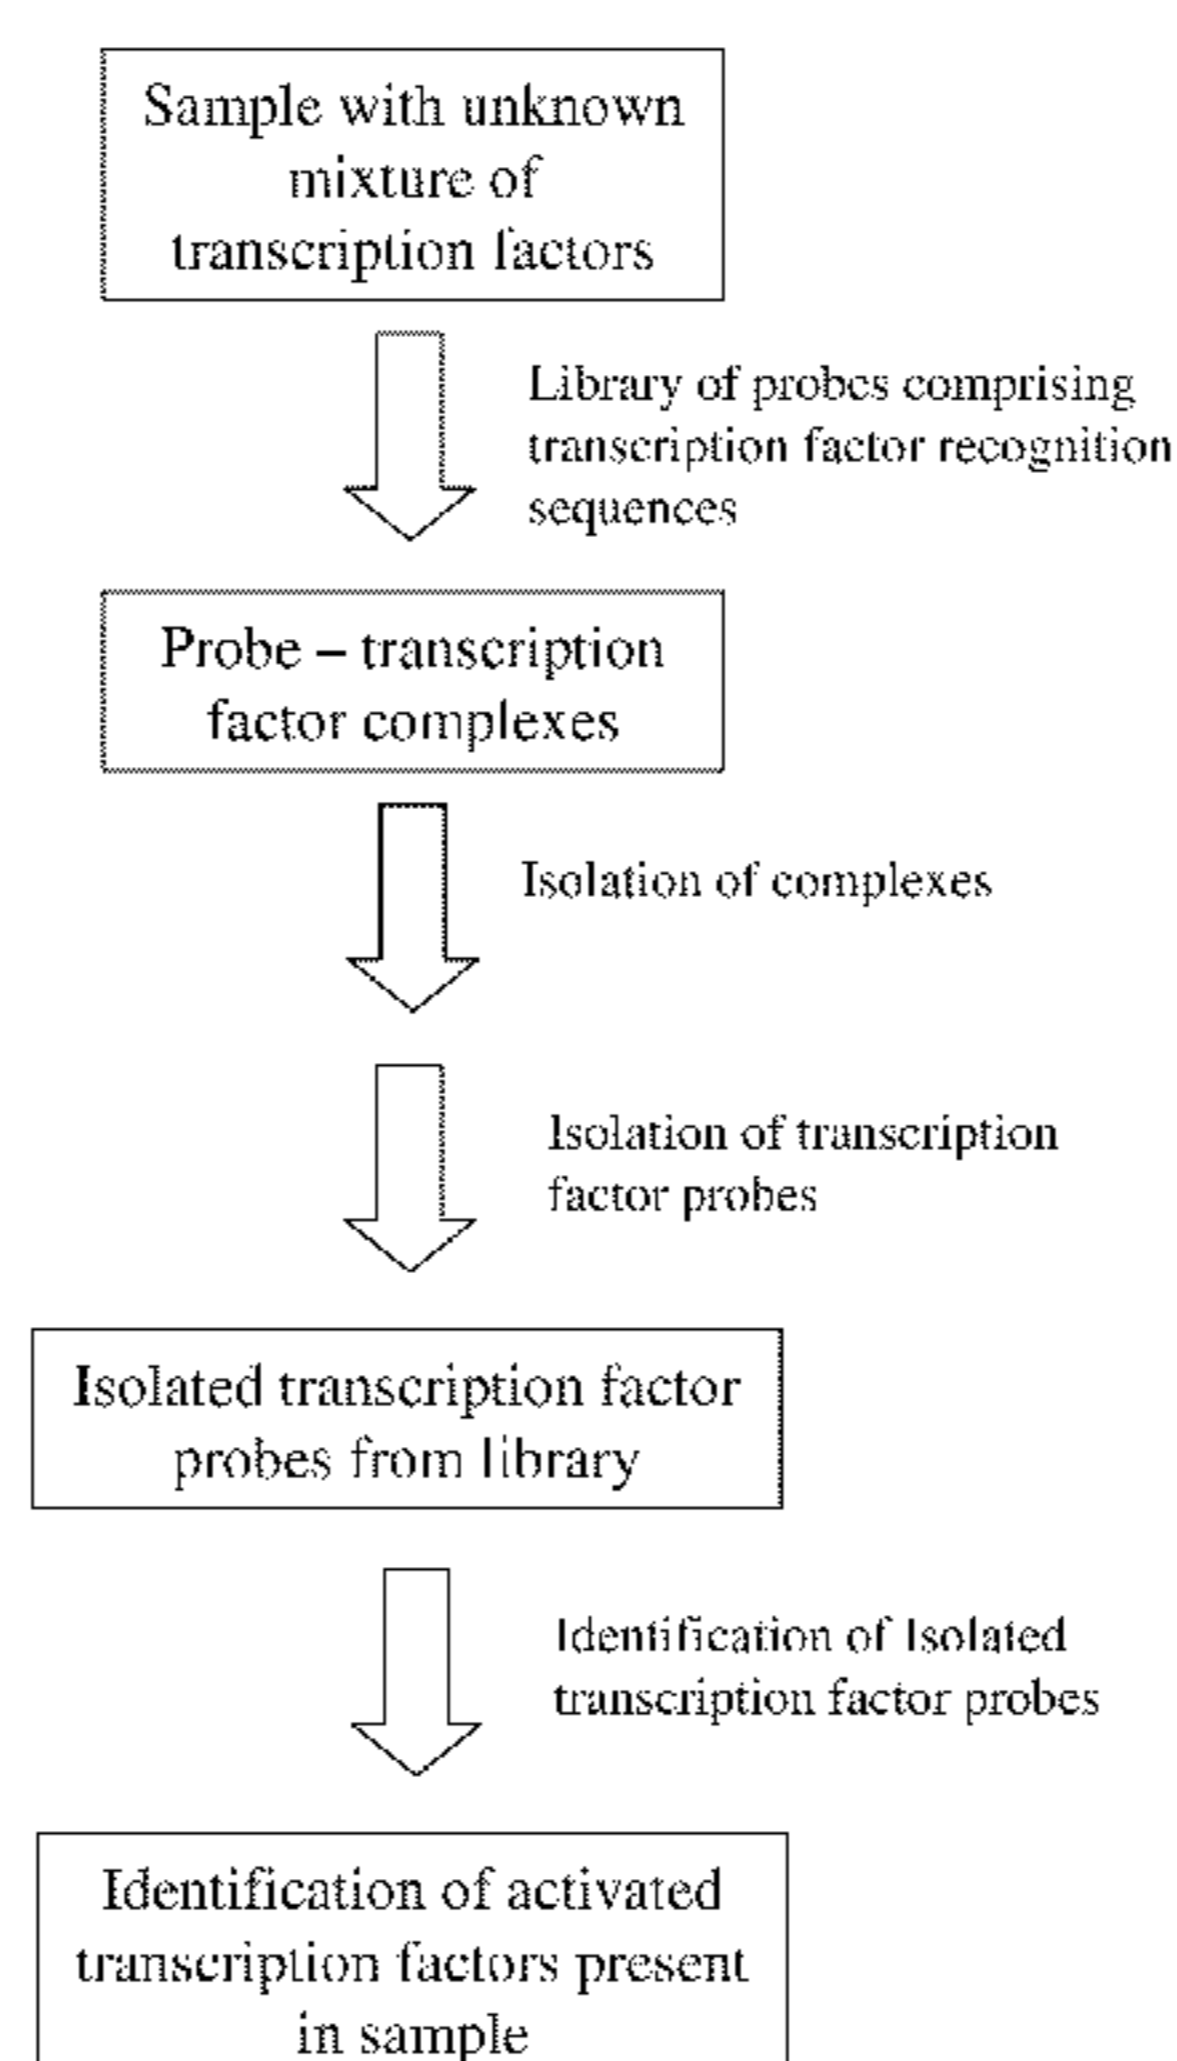 Sample with unknown
mixture of
transcription factors
Library of probes comprising
transcription factor recognition
sequences
Probe – transcription
factor complexes
Isolation of complexes
Isolation of transcription
factor probes
Isolated transcription factor
probes from library
Identification of Isolated
transcription factor probes
Identification of activated
transcription factors present
in sample